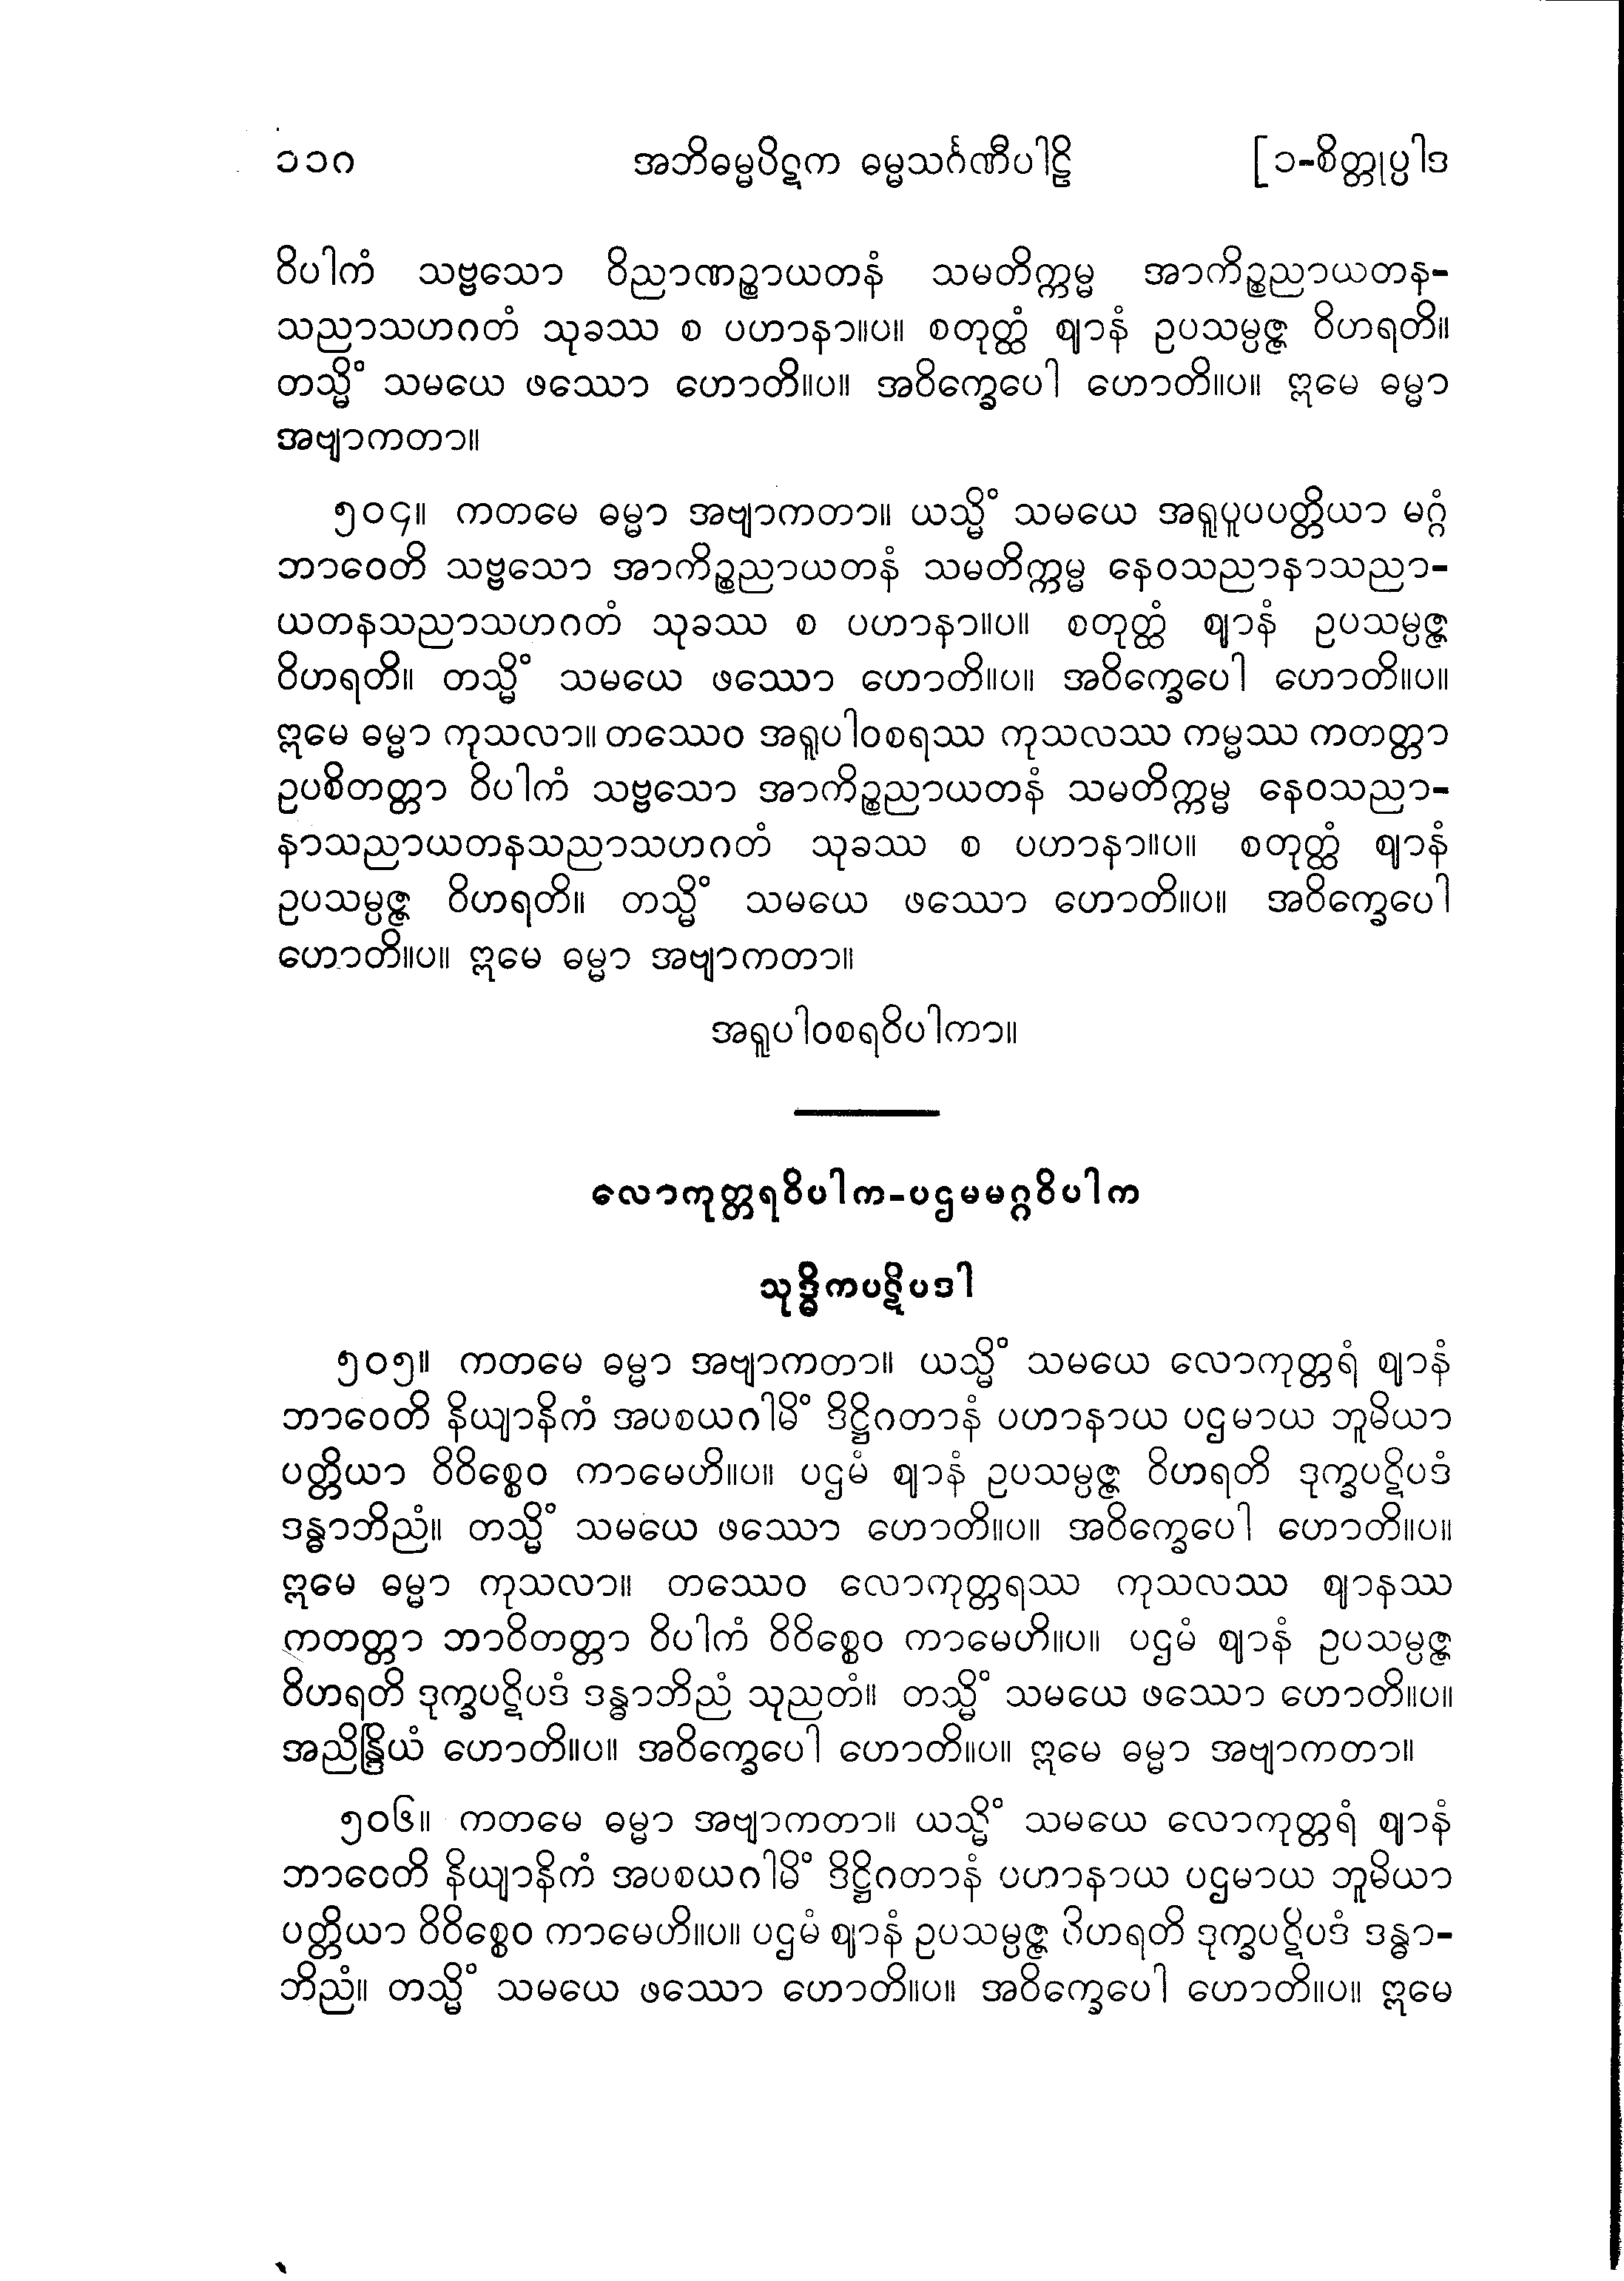 ၁၁ဂ အဘိဓမ္မပိဋက ဓမ္မသင်္ဂဏီပါဠိ [၁-စိတ္တုပ္ပါဒ
ဝိပါကံ သဗ္ဗသော ဝိညာဏဉ္စာယတနံ သမတိက္ကမ္မ အာကိဉ္စညာယတန-
သညာသဟဂတံ သုခဿ စ ပဟာနာ။ပ။ စတုတ္ထံ ဈာနံ ဥပသမ္ပဇ္ဇ ဝိဟရတိ။
တသ္မိံ သမယေ ဖဿော ဟောတိ။ပ။ အဝိက္ခေပေါ ဟောတိ။ပ။ ဣမေ ဓမ္မာ
အဗျာကတာ။
၅၀၄။ ကတမေ ဓမ္မာ အဗျာကတာ။ ယသ္မိံ သမယေ အရူပူပပတ္တိယာ မဂ္ဂံ
ဘာဝေတိ သဗ္ဗသော အာကိဉ္စညာယတနံ သမတိက္ကမ္မ နေဝသညာနာသညာ-
ယတနသညာသဟဂတံ သုခဿ စ ပဟာနာ။ပ။ စတုတ္ထံ ဈာနံ ဥပသမ္ပဇ္ဇ
ဝိဟရတိ။ တသ္မိံ သမယေ ဖဿော ဟောတိ။ပ။ အဝိက္ခေပေါ ဟောတိ။ပ။
ဣမေ ဓမ္မာ ကုသလာ။ တဿေဝ အရူပါဝစရဿ ကုသလဿ ကမ္မဿ ကတတ္တာ
ဥပစိတတ္တာ ဝိပါကံ သဗ္ဗသော အာကိဉ္စညာယတနံ သမတိက္ကမ္မ နေဝသညာ-
နာသညာယတနသညာသဟဂတံ သုခဿ စ ပဟာနာ။ပ။ စတုတ္ထံ ဈာနံ
ဥပသမ္ပဇ္ဇ ဝိဟရတိ။ တသ္မိံ သမယေ ဖဿော ဟောတိ။ပ။ အဝိက္ခေပေါ
ဟောတိ။ပ။ ဣမေ ဓမ္မာ အဗျာကတာ။
အရူပါဝစရဝိပါကာ။
လောကုတ္တရဝိပါက-ပဌမမဂ္ဂဝိပါက
သုဒ္ဓိကပဋိပဒါ
၅၀၅။ ကတမေ ဓမ္မာ အဗျာကတာ။ ယသ္မိံ သမယေ လောကုတ္တရံ ဈာနံ
ဘာဝေတိ နိယျာနိကံ အပစယဂါမိံ ဒိဋ္ဌိဂတာနံ ပဟာနာယ ပဌမာယ ဘူမိယာ
ပတ္တိယာ ဝိဝိစ္စေဝ ကာမေဟိ။ပ။ ပဌမံ ဈာနံ ဥပသမ္ပဇ္ဇ ဝိဟရတိ ဒုက္ခပဋိပဒံ
ဒန္ဓာဘိညံ။ တသ္မိံ သမယေ ဖဿော ဟောတိ။ပ။ အဝိက္ခေပေါ ဟောတိ။ပ။
ဣမေ ဓမ္မာ ကုသလာ။ တဿေဝ လောကုတ္တရဿ ကုသလဿ ဈာနဿ
ကတတ္တာ ဘာဝိတတ္တာ ဝိပါကံ ဝိဝိစ္စေဝ ကာမေဟိ။ပ။ ပဌမံ ဈာနံ ဥပသမ္ပဇ္ဇ
ဝိဟရတိ ဒုက္ခပဋိပဒံ ဒန္ဓာဘိညံ သုညတံ။ တသ္မိံ သမယေ ဖဿော ဟောတိ။ပ။
အညိန္ဒြိယံ ဟောတိ။ပ။ အဝိက္ခေပေါ ဟောတိ။ပ။ ဣမေ ဓမ္မာ အဗျာကတာ။
၅၀၆။ ကတမေ ဓမ္မာ အဗျာကတာ။ ယသ္မိံ သမယေ လောကုတ္တရံ ဈာနံ
ဘာဝေတိ နိယျာနိကံ အပစယဂါမိံ ဒိဋ္ဌိဂတာနံ ပဟာနာယ ပဌမာယ ဘူမိယာ
ပတ္တိယာ ဝိဝိစ္စေဝ ကာမေဟိ။ပ။ ပဌမံ ဈာနံ ဥပသမ္ပဇ္ဇ ဝိဟရတိ ဒုက္ခပဋိပဒံ ဒန္ဓာ-
ဘိညံ။ တသ္မိံ သမယေ ဖဿော ဟောတိ။ပ။ အဝိက္ခေပေါ ဟောတိ။ပ။ ဣမေ